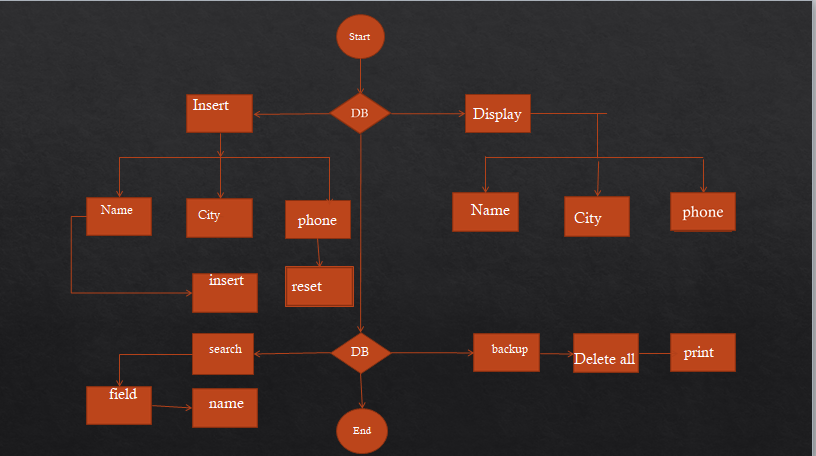 Start
Insert
DB
Display
Name
City
phone
Name
City
phone
insert
reset
search
DB
backup
Delete all
print
field
name
End